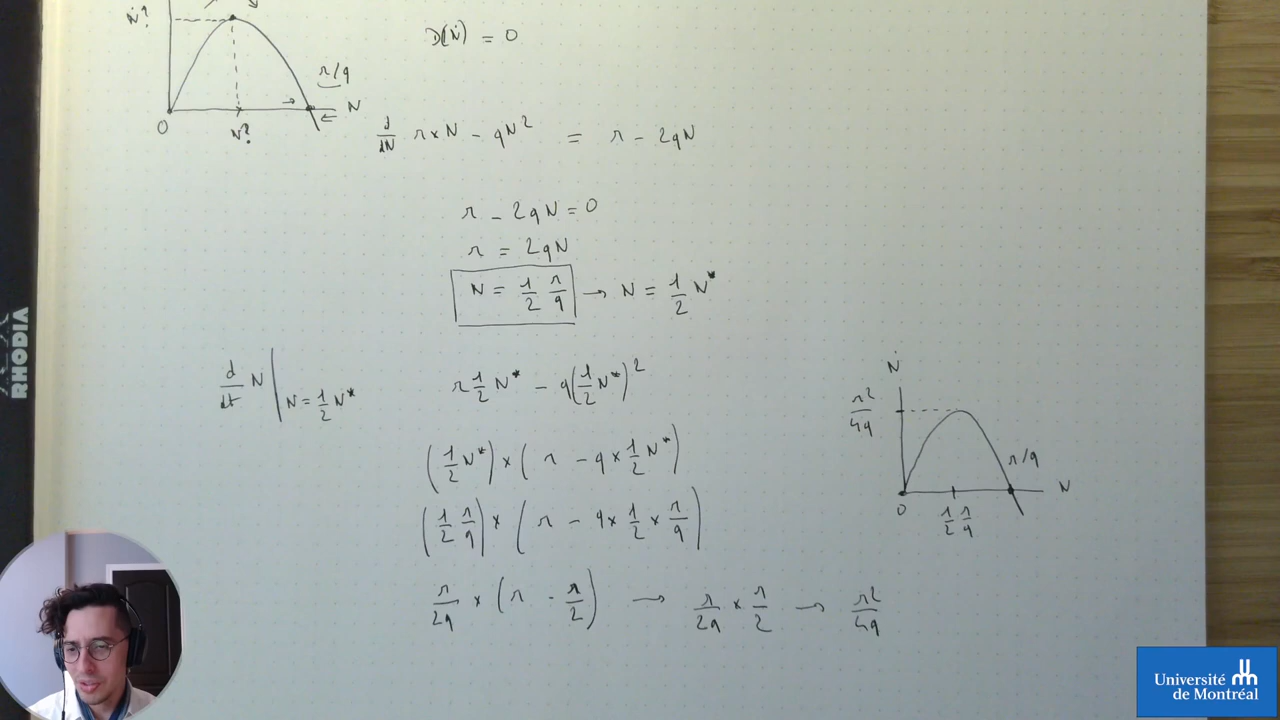 Ṅ?
D(Ṅ) = 0
r/q
N
0
N?
d/dN r×N - qN² = r - 2qN
r - 2qN = 0
r = 2qN
N = 1/2 r/q → N = 1/2 N*
d/dt N | N = 1/2 N*
r 1/2 N* - q(1/2 N*)²
(1/2 N*) × (r - q × 1/2 N*)
(1/2 r/q) × (r - q × 1/2 × r/q)
r/2q × (r - r/2) → r/2q × r/2 → r²/4q
Ṅ
r²/4q
r/q
N
0
1/2 r/q
RHODIA
Université
de Montréal